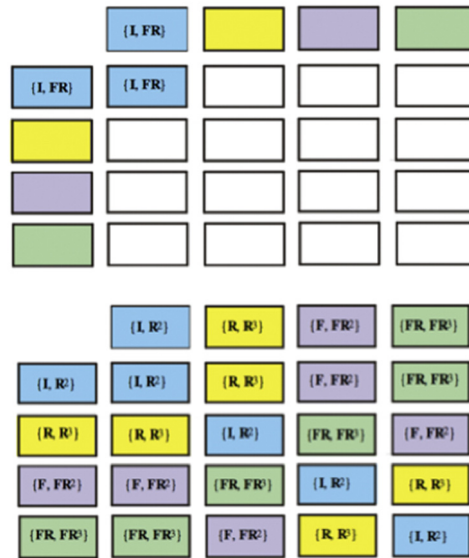 {I, FR}
{I, FR} {I, FR}
{I, R²} {R, R³} {F, FR²} {FR, FR³}
{I, R²} {I, R²} {R, R³} {F, FR²} {FR, FR³}
{R, R³} {R, R³} {I, R²} {FR, FR³} {F, FR²}
{F, FR²} {F, FR²} {FR, FR³} {I, R²} {R, R³}
{FR, FR³} {FR, FR³} {F, FR²} {R, R³} {I, R²}